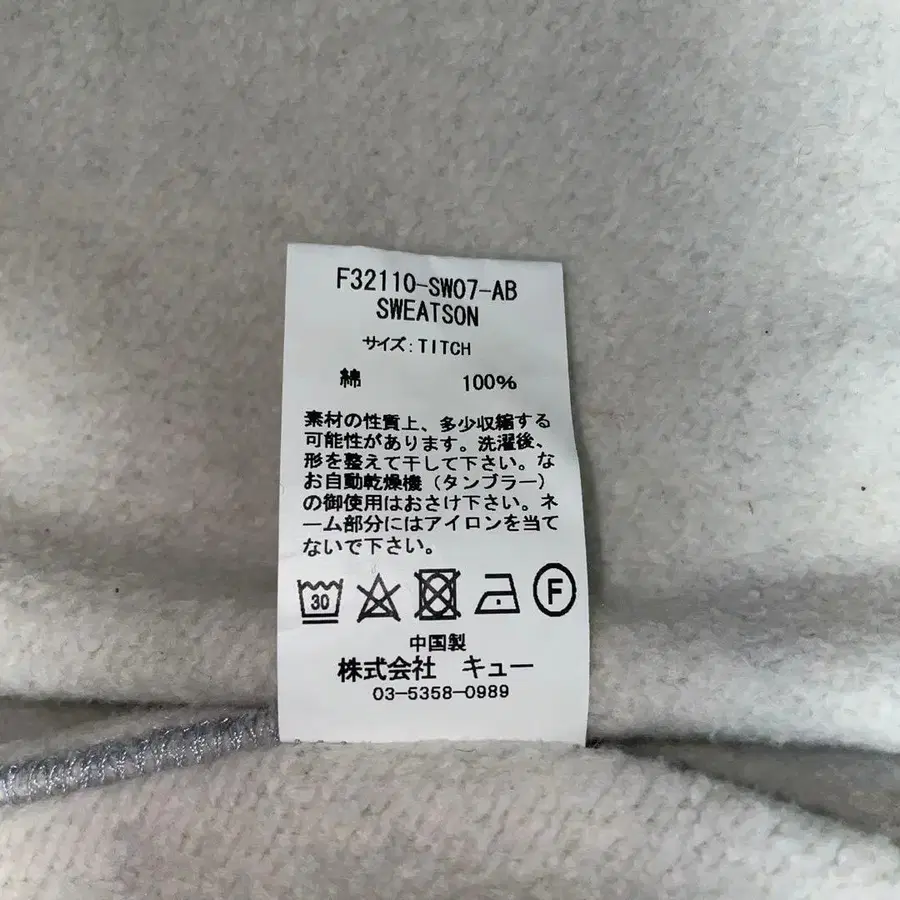 F32110-SW07-AB
SWEATSON
サイズ:TITCH
綿 100%
素材の性質上、多少収縮する
可能性があります。洗濯後、
形を整えて干して下さい。な
お自動乾燥機(タンブラー)
の御使用はおさけ下さい。ネ
ーム部分にはアイロンを当て
ないで下さい。
30 F
中国製
株式会社 キュー
03-5358-0989